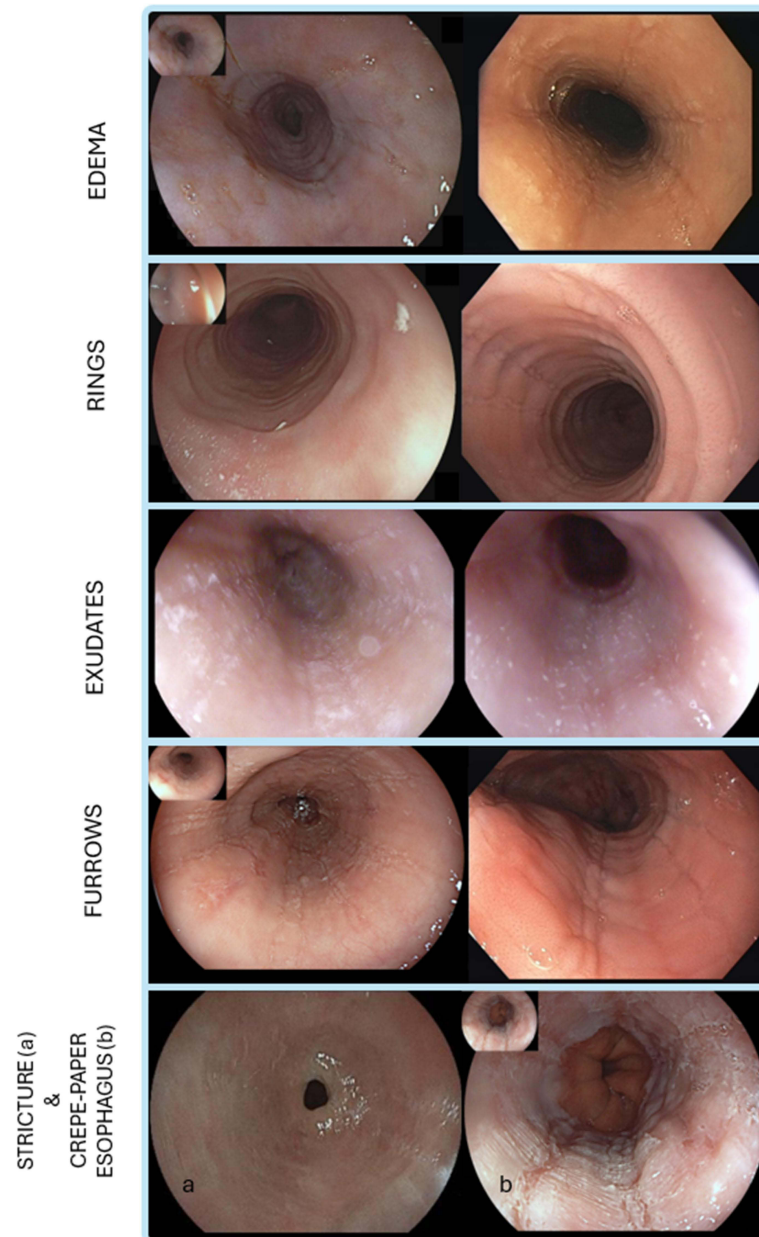 EDEMA
RINGS
EXUDATES
FURROWS
STRICTURE (a)
&
CREPE-PAPER
ESOPHAGUS (b)
a
b